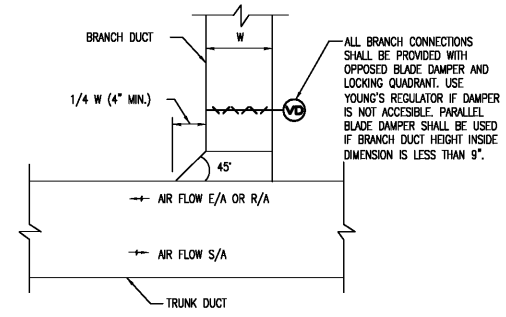 BRANCH DUCT
W
1/4 W (4" MIN.)
VD
ALL BRANCH CONNECTIONS
SHALL BE PROVIDED WITH
OPPOSED BLADE DAMPER AND
LOCKING QUADRANT. USE
YOUNG'S REGULATOR IF DAMPER
IS NOT ACCESIBLE. PARALLEL
BLADE DAMPER SHALL BE USED
IF BRANCH DUCT HEIGHT INSIDE
DIMENSION IS LESS THAN 9".
45°
AIR FLOW E/A OR R/A
AIR FLOW S/A
TRUNK DUCT